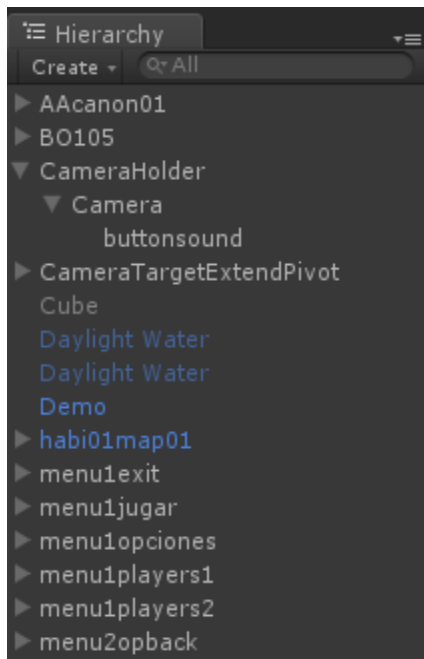 Hierarchy
Create All
AAcanon01
BO105
CameraHolder
Camera
buttonsound
CameraTargetExtendPivot
Cube
Daylight Water
Daylight Water
Demo
habi01map01
menu1exit
menu1jugar
menu1opciones
menu1players1
menu1players2
menu2opback